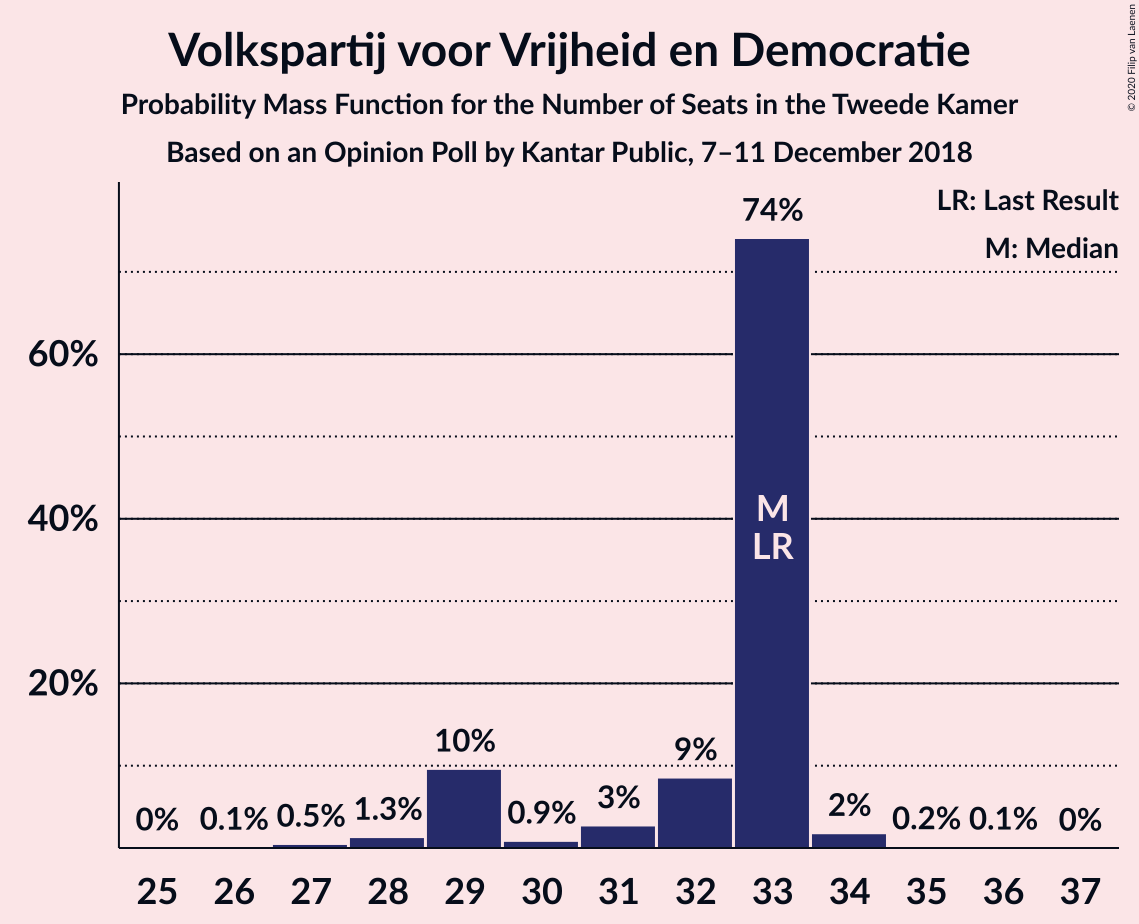 Volkspartij voor Vrijheid en Democratie
Probability Mass Function for the Number of Seats in the Tweede Kamer
Based on an Opinion Poll by Kantar Public, 7–11 December 2018
© 2020 Filip van Laenen
LR: Last Result
M: Median
60%
40%
20%
0%
0.1%
0.5%
1.3%
10%
0.9%
3%
9%
74%
2%
0.2%
0.1%
0%
M
LR
25 26 27 28 29 30 31 32 33 34 35 36 37